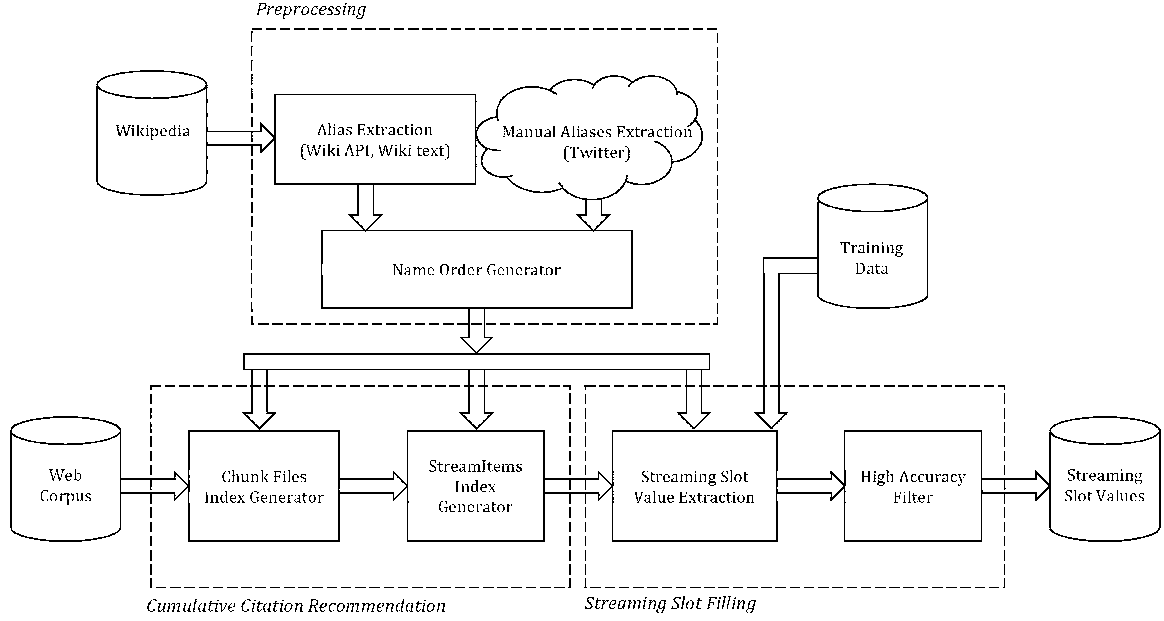 Preprocessing
Wikipedia
Alias Extraction
(Wiki API, Wiki text)
Manual Aliases Extraction
(Twitter)
Name Order Generator
Training
Data
Web
Corpus
Chunk Files
Index Generator
StreamItems
Index
Generator
Streaming Slot
Value Extraction
High Accuracy
Filter
Streaming
Slot Values
Cumulative Citation Recommendation
Streaming Slot Filling